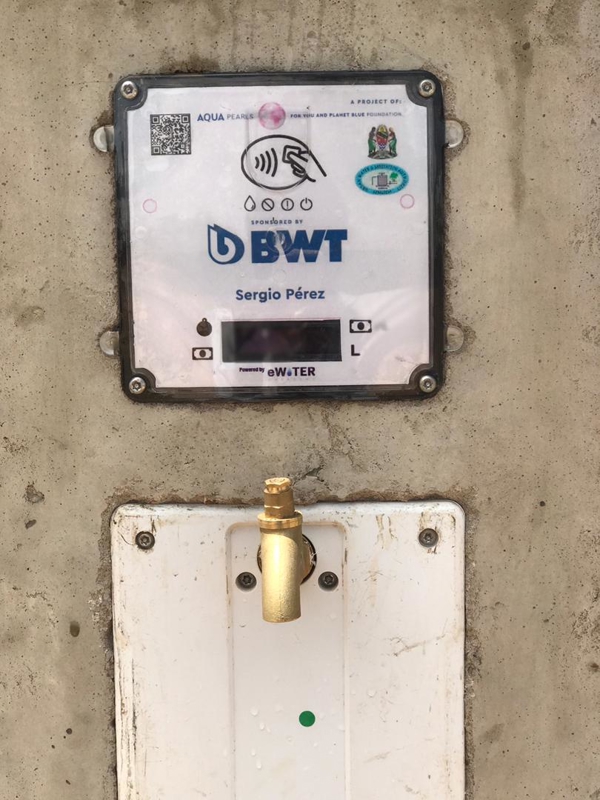 A PROJECT OF:
AQUA PEARLS FOR YOU AND PLANET BLUE FOUNDATION
SPONSORED BY
BWT
Sergio Pérez
L
Powered by eWATER